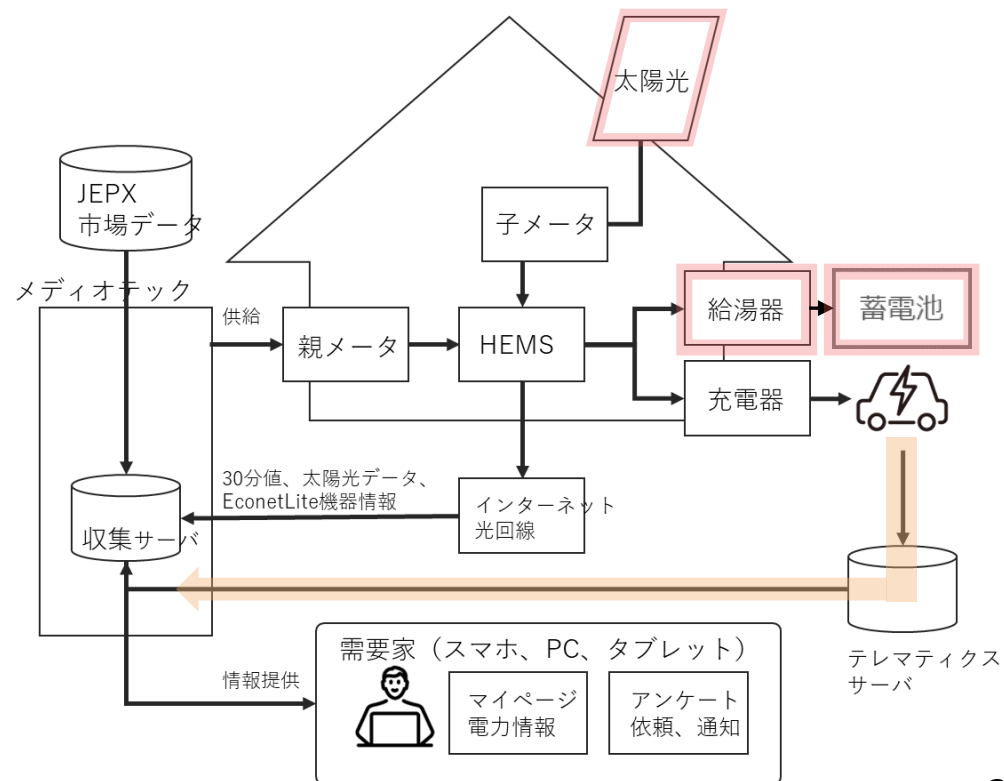 太陽光
JEPX
市場データ
子メータ
メディオテック
供給
親メータ
HEMS
給湯器
蓄電池
充電器
30分値、太陽光データ、
EconetLite機器情報
インターネット
光回線
収集サーバ
テレマティクス
サーバ
需要家（スマホ、PC、タブレット）
情報提供
マイページ
電力情報
アンケート
依頼、通知